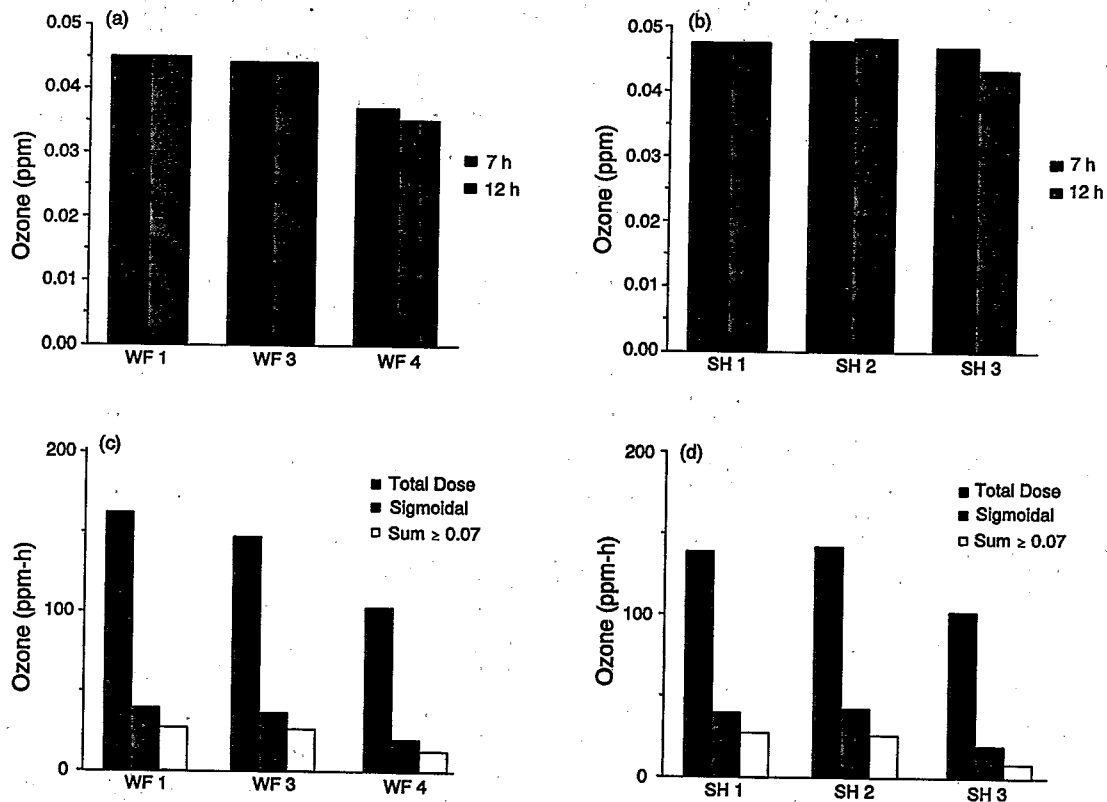 (a)
0.05
0.04
0.03
0.02
0.01
0.00
Ozone (ppm)
WF 1 WF 3 WF 4
7 h
12 h
(b)
0.05
0.04
0.03
0.02
0.01
0.00
Ozone (ppm)
SH 1 SH 2 SH 3
7 h
12 h
(c)
200
100
0
Ozone (ppm-h)
WF 1 WF 3 WF 4
Total Dose
Sigmoidal
Sum ≥ 0.07
(d)
200
100
0
Ozone (ppm-h)
SH 1 SH 2 SH 3
Total Dose
Sigmoidal
Sum ≥ 0.07